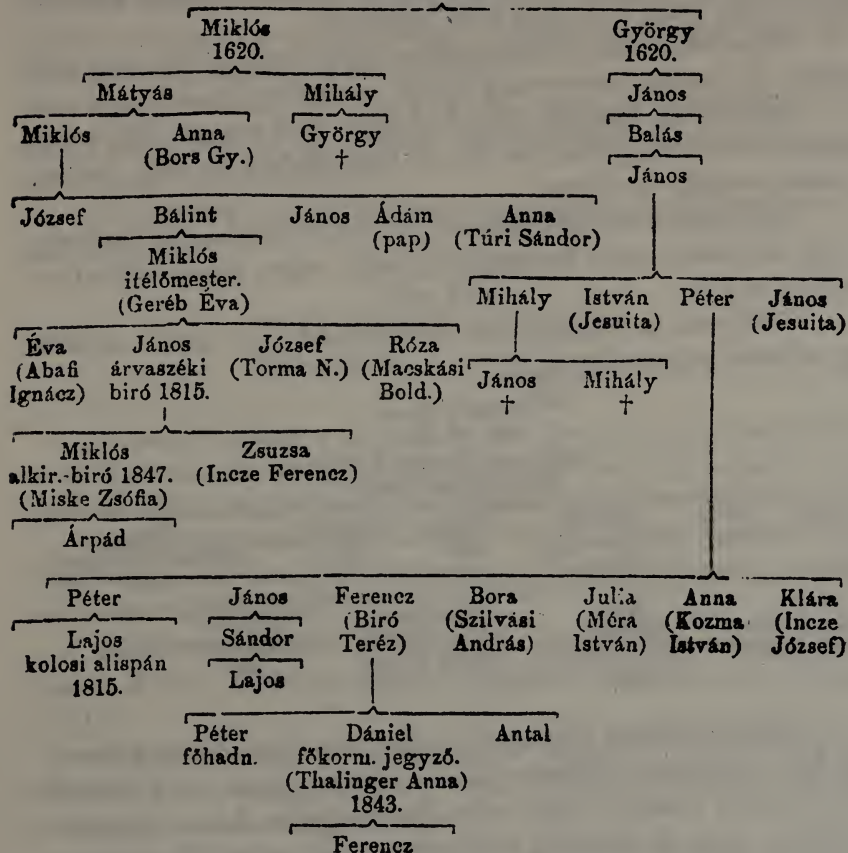 Miklós György
1620. 1620.
Mátyás Mihály János
Miklós Anna György Balás
(Bors Gy.) † János
József Bálint János Ádám Anna
(pap) (Túri Sándor)
Miklós
itélőmester.
(Geréb Éva)
Mihály István Péter János
(Jesuita) (Jesuita)
Éva János József Róza
(Abafi árvaszéki (Torma N.) (Macskási
Ignácz) biró 1815. Bold.)
János Mihály
† †
Miklós Zsuzsa
alkir.-biró 1847. (Incze Ferencz)
(Miske Zsófia)
Árpád
Péter János Ferencz Bora Julia Anna Klára
(Biró (Szilvási (Móra (Kozma (Incze
Lajos Sándor Teréz) András) István) István) József)
kolosi alispán
1815. Lajos
Péter Dániel Antal
főhadn. főkorm. jegyző.
(Thalinger Anna)
1843.
Ferencz